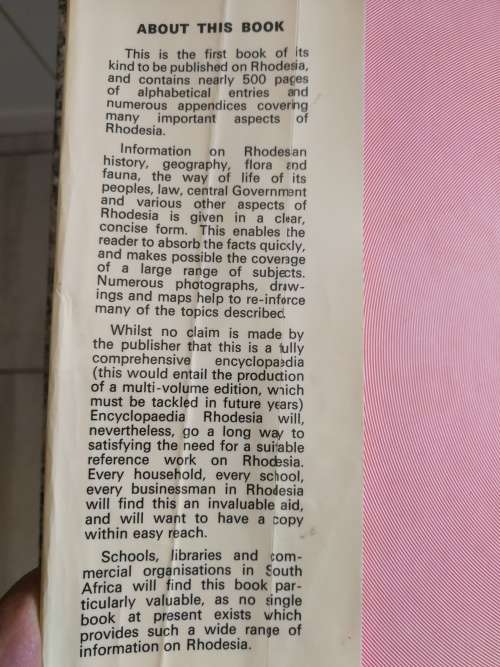 ABOUT THIS BOOK
This is the first book of its
kind to be published on Rhodesia,
and contains nearly 500 pages
of alphabetical entries and
numerous appendices covering
many important aspects of
Rhodesia.
Information on Rhodesian
history, geography, flora and
fauna, the way of life of its
peoples, law, central Government
and various other aspects of
Rhodesia is given in a clear,
concise form. This enables the
reader to absorb the facts quickly,
and makes possible the coverage
of a large range of subjects.
Numerous photographs, draw-
ings and maps help to re-inforce
many of the topics described.
Whilst no claim is made by
the publisher that this is a fully
comprehensive encyclopaedia
(this would entail the production
of a multi-volume edition, which
must be tackled in future years)
Encyclopaedia Rhodesia will,
nevertheless, go a long way to
satisfying the need for a suitable
reference work on Rhodesia.
Every household, every school,
every businessman in Rhodesia
will find this an invaluable aid,
and will want to have a copy
within easy reach.
Schools, libraries and com-
mercial organisations in South
Africa will find this book par-
ticularly valuable, as no single
book at present exists which
provides such a wide range of
information on Rhodesia.